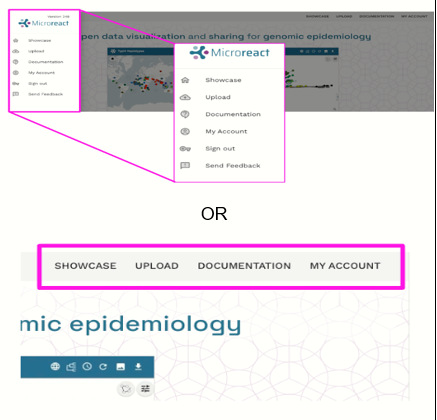 SHOWCASE UPLOAD DOCUMENTATION MY ACCOUNT
Microreact
pen data visualization and sharing for genomic epidemiology
Showcase
Upload
Documentation
My Account
Sign out
Send Feedback
Microreact
Showcase
Upload
Documentation
My Account
Sign out
Send Feedback
OR
SHOWCASE UPLOAD DOCUMENTATION MY ACCOUNT
mic epidemiology